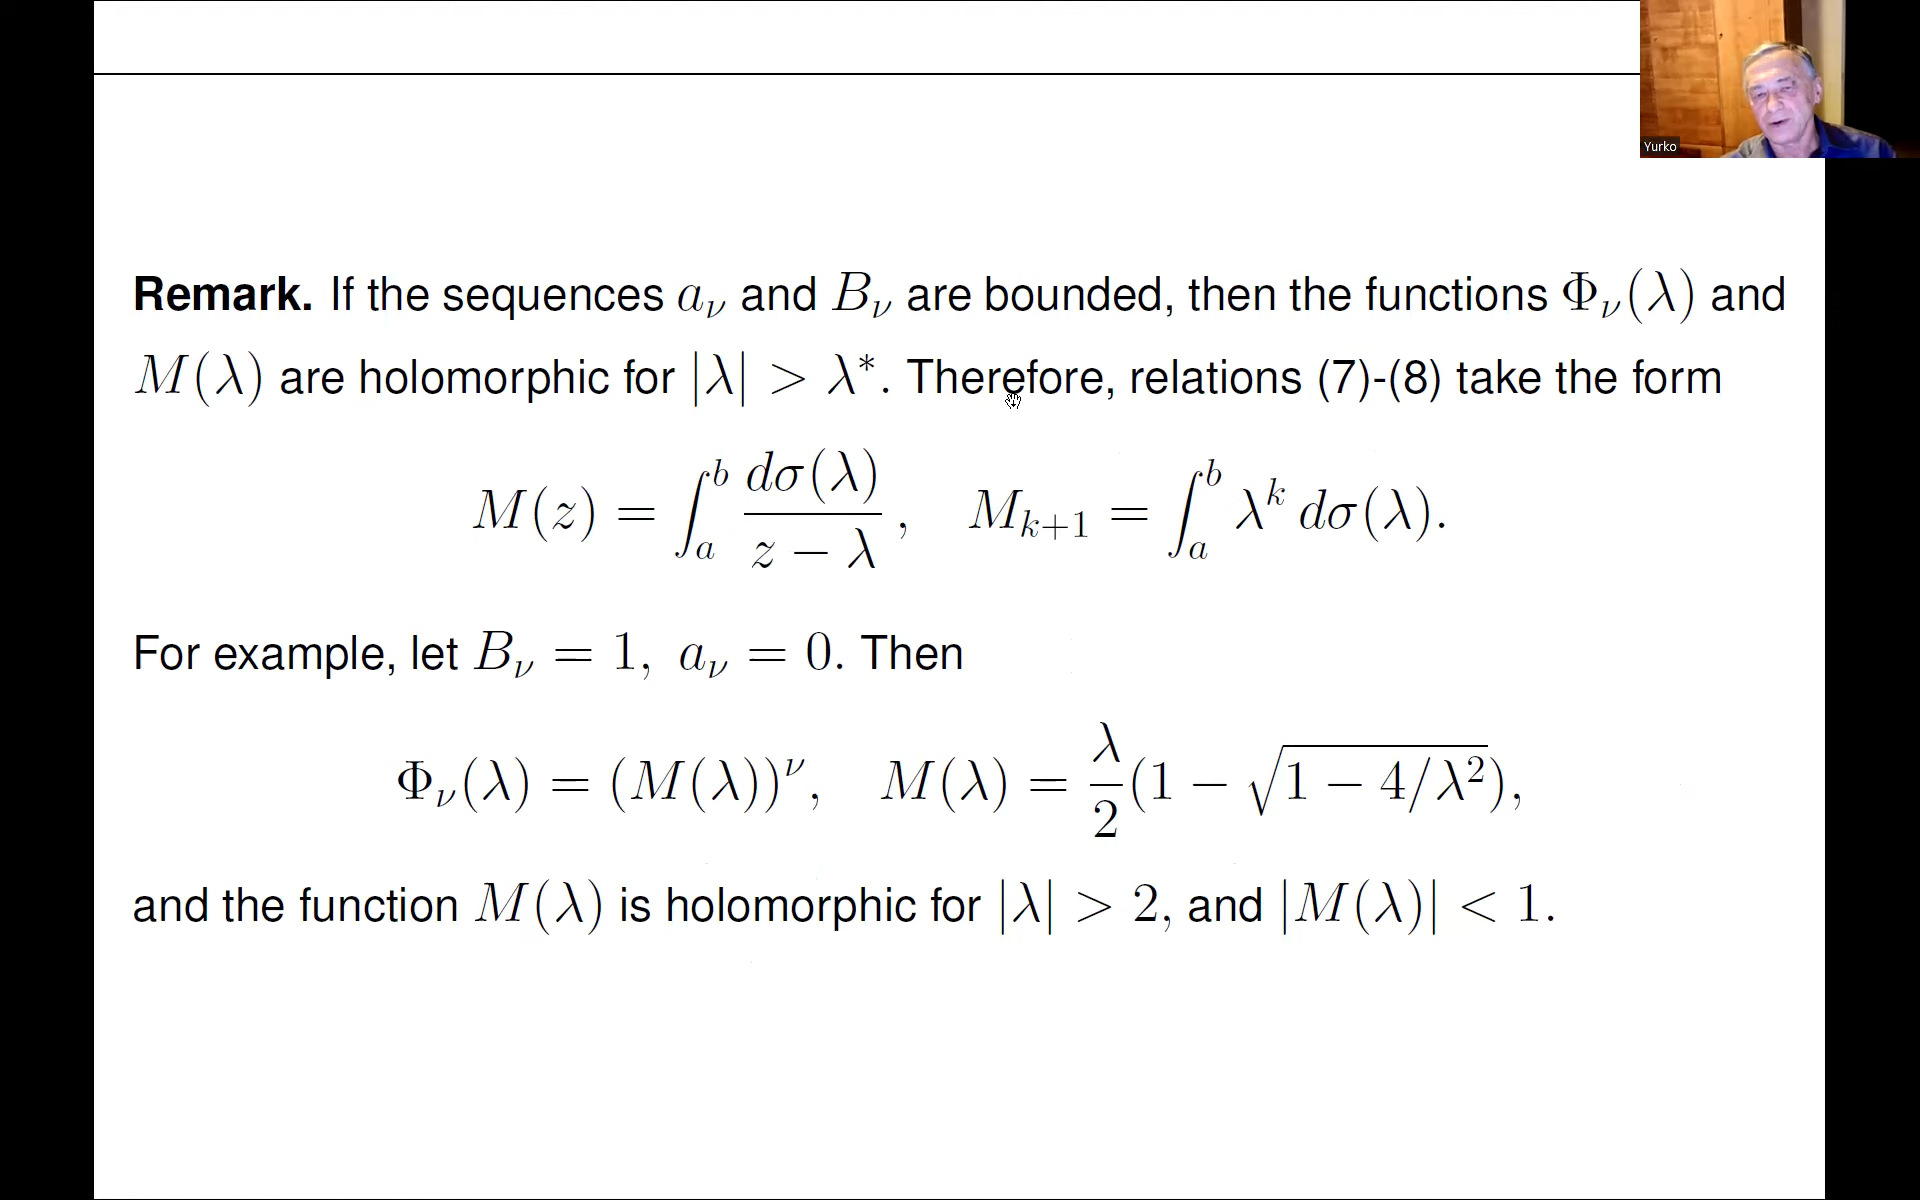 Yurko
Remark. If the sequences $a_\nu$ and $B_\nu$ are bounded, then the functions $\Phi_\nu(\lambda)$ and
$M(\lambda)$ are holomorphic for $|\lambda| > \lambda^*$. Therefore, relations (7)-(8) take the form
$M(z) = \int_a^b \frac{d\sigma(\lambda)}{z - \lambda}, \quad M_{k+1} = \int_a^b \lambda^k \, d\sigma(\lambda).$
For example, let $B_\nu = 1, \; a_\nu = 0$. Then
$\Phi_\nu(\lambda) = (M(\lambda))^\nu, \quad M(\lambda) = \frac{\lambda}{2}(1 - \sqrt{1 - 4/\lambda^2}),$
and the function $M(\lambda)$ is holomorphic for $|\lambda| > 2$, and $|M(\lambda)| < 1$.